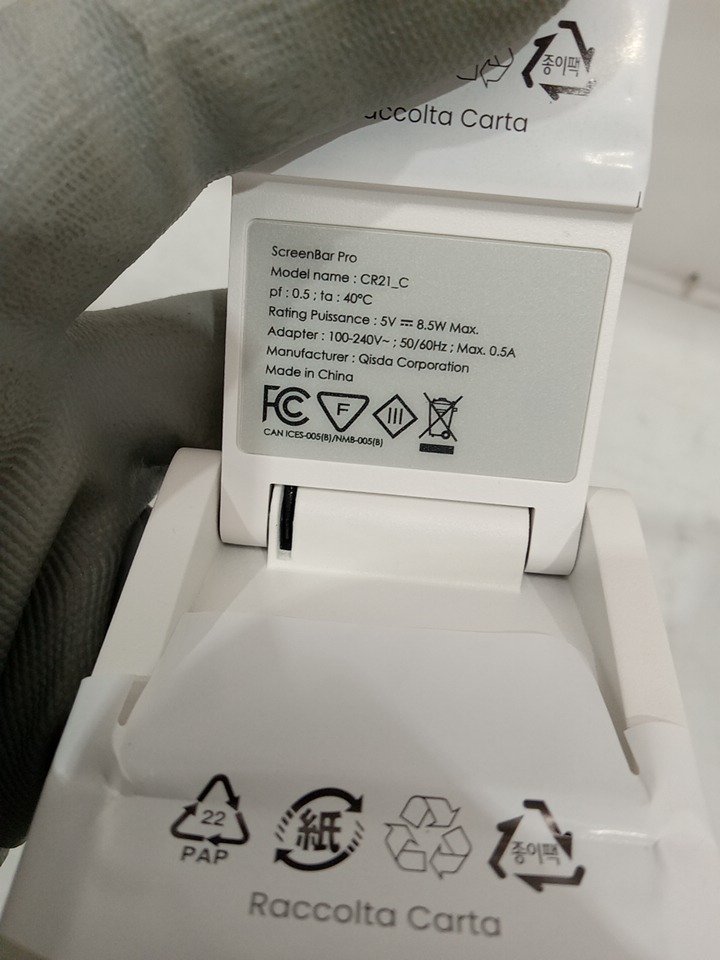 종이팩
Raccolta Carta
ScreenBar Pro
Model name : CR21_C
pf : 0.5 ; ta : 40°C
Rating Puissance : 5V ⎓ 8.5W Max.
Adapter : 100-240V~ ; 50/60Hz ; Max. 0.5A
Manufacturer : Qisda Corporation
Made in China
FC F III
CAN ICES-005(B)/NMB-005(B)
22 紙 종이팩
PAP
Raccolta Carta